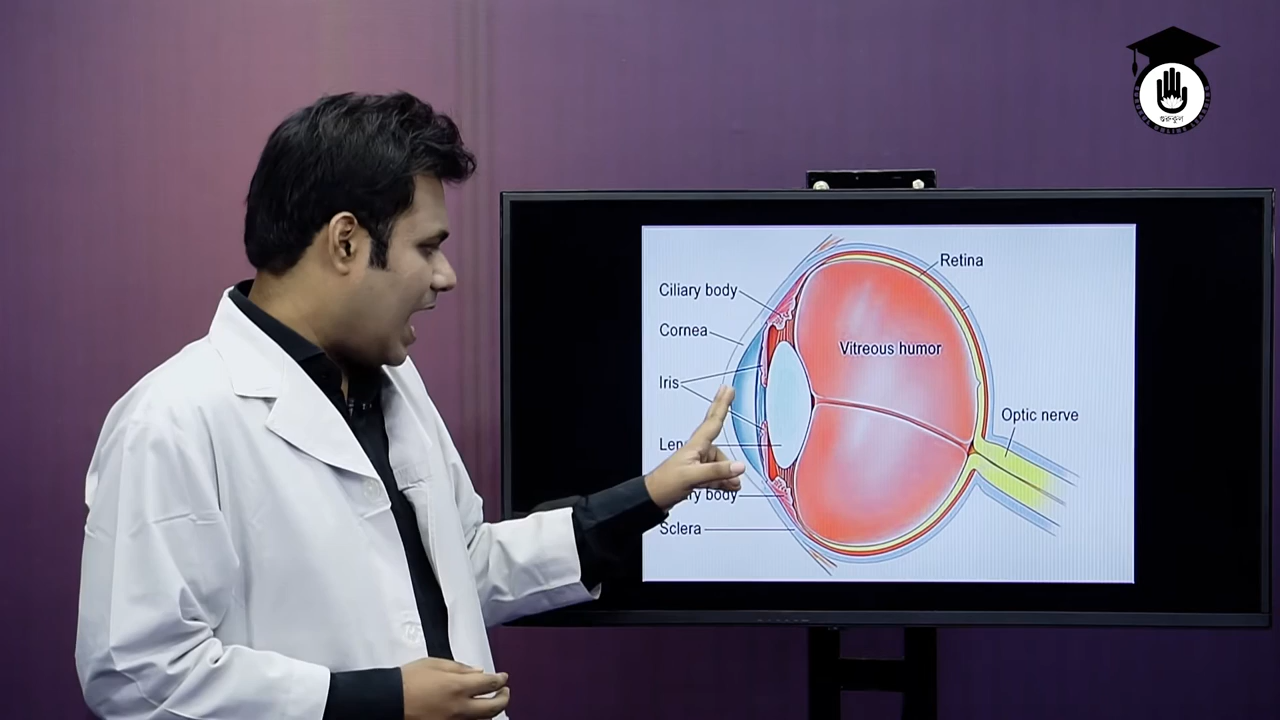 গুরুকুল
Retina
Ciliary body
Cornea
Vitreous humor
Iris
Optic nerve
body
Sclera